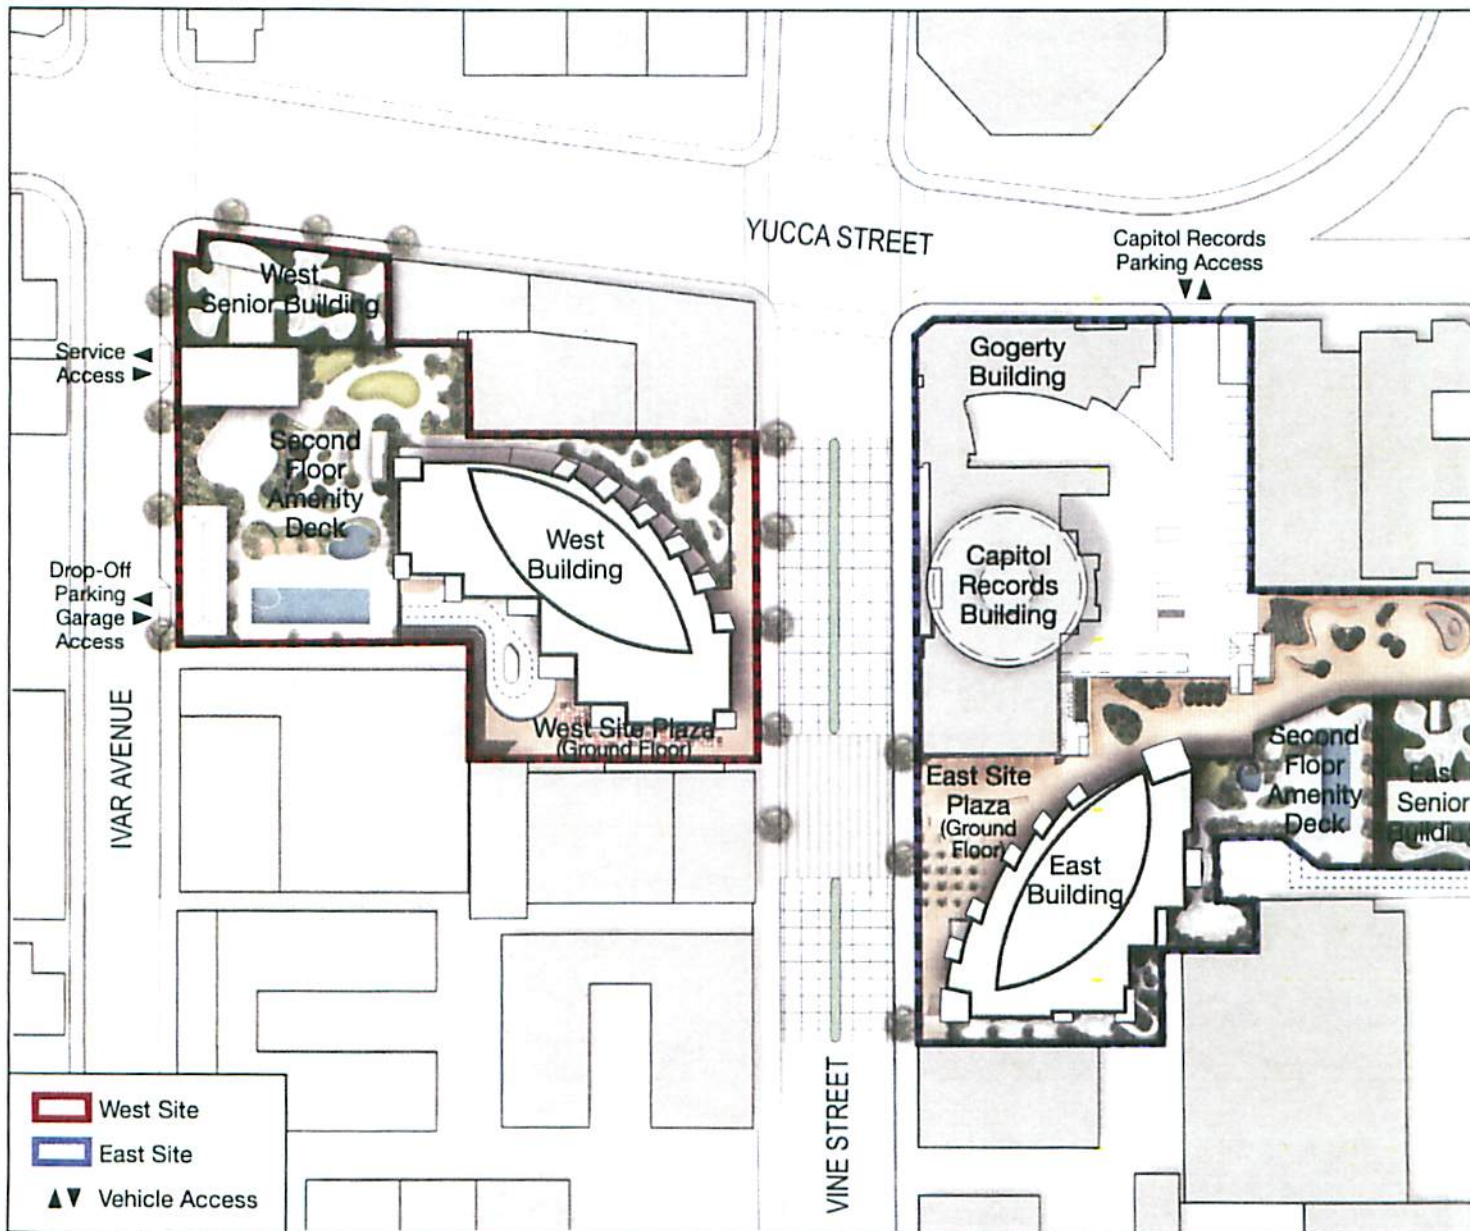 YUCCA STREET
Capitol Records
Parking Access
West
Senior Building
Service
Access
Gogerty
Building
Second
Floor
Amenity
Deck
West
Building
Capitol
Records
Building
Drop-Off
Parking
Garage
Access
IVAR AVENUE
West Site Plaza
(Ground Floor)
East Site
Plaza
(Ground
Floor)
Second
Floor
Amenity
Deck
East
Senior
Building
East
Building
VINE STREET
West Site
East Site
Vehicle Access